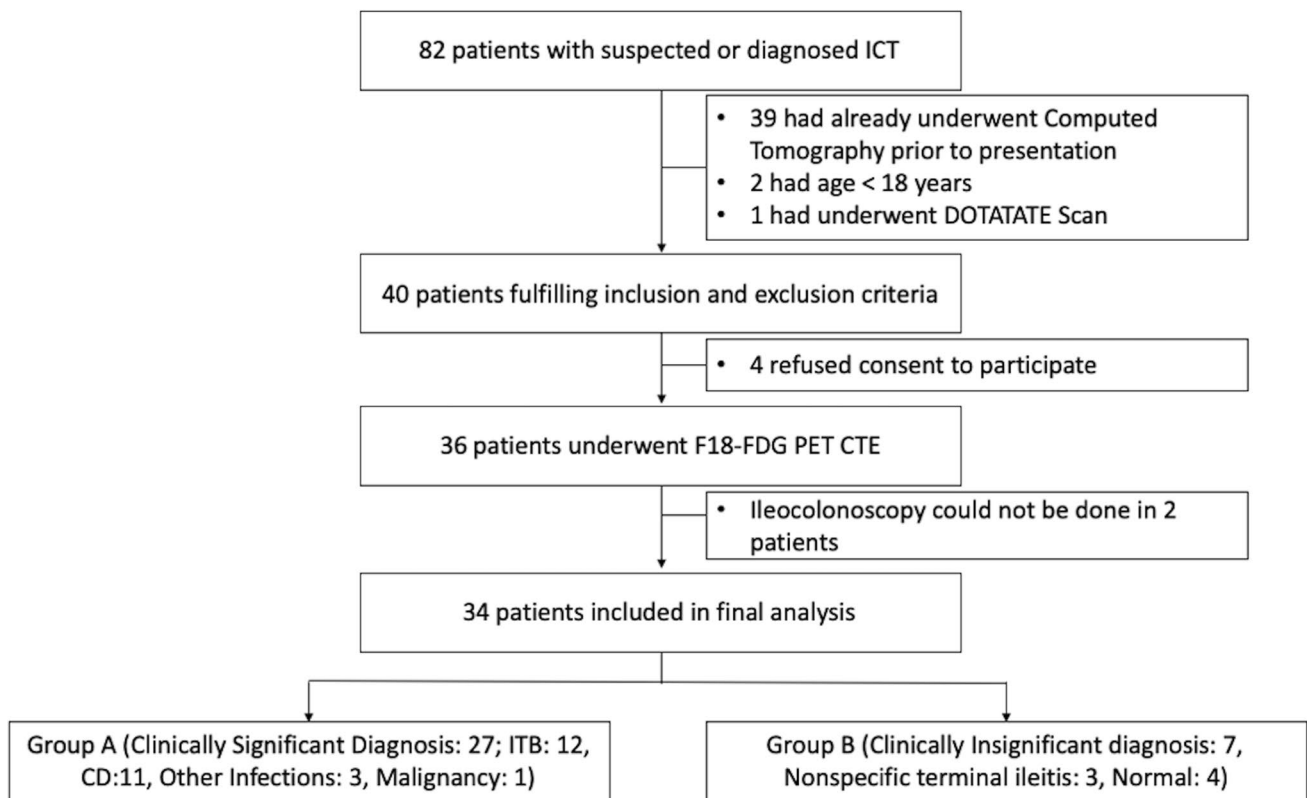 82 patients with suspected or diagnosed ICT
• 39 had already underwent Computed
Tomography prior to presentation
• 2 had age < 18 years
• 1 had underwent DOTATATE Scan
40 patients fulfilling inclusion and exclusion criteria
• 4 refused consent to participate
36 patients underwent F18-FDG PET CTE
• Ileocolonoscopy could not be done in 2
patients
34 patients included in final analysis
Group A (Clinically Significant Diagnosis: 27; ITB: 12,
CD:11, Other Infections: 3, Malignancy: 1)
Group B (Clinically Insignificant diagnosis: 7,
Nonspecific terminal ileitis: 3, Normal: 4)